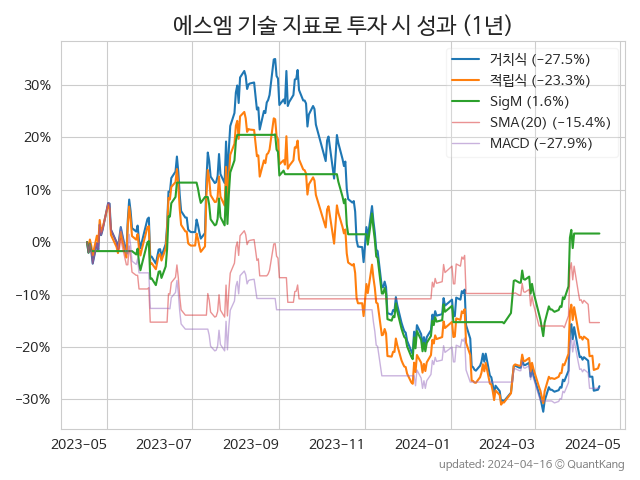 에스엠 기술 지표로 투자 시 성과 (1년)
거치식 (−27.5%)
적립식 (−23.3%)
SigM (1.6%)
SMA(20) (−15.4%)
MACD (−27.9%)
30%
20%
10%
0%
−10%
−20%
−30%
2023-05 2023-07 2023-09 2023-11 2024-01 2024-03 2024-05
updated: 2024-04-16 © QuantKang